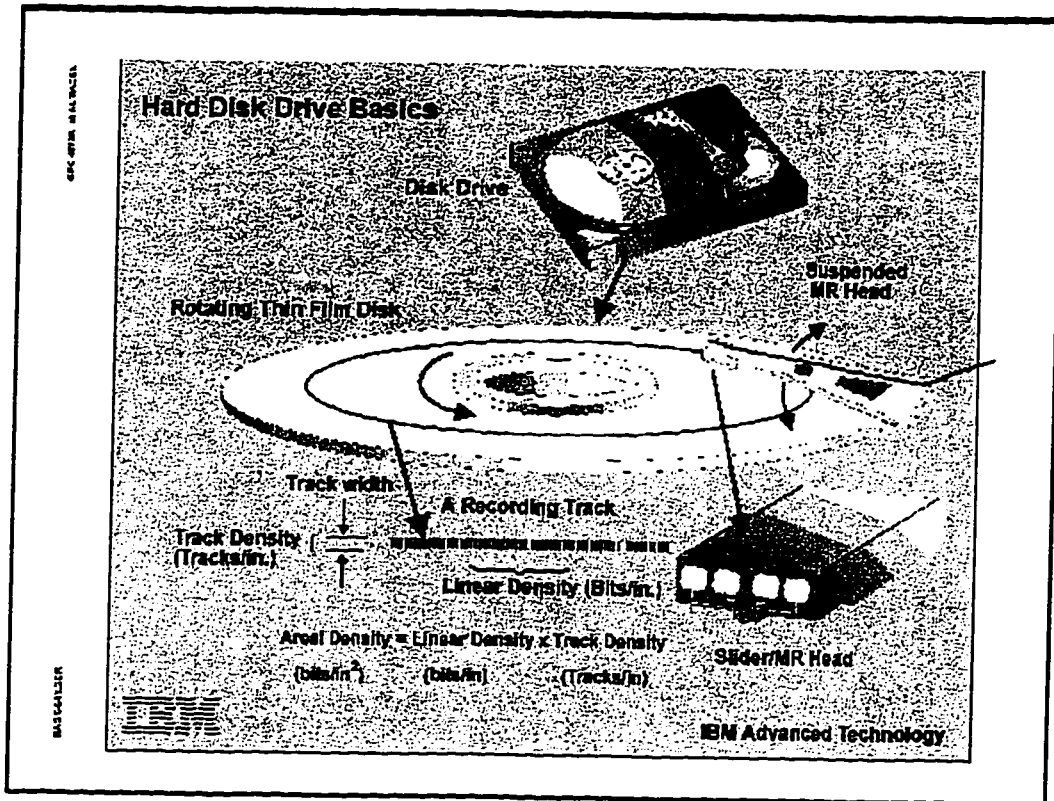 Hard Disk Drive Basics
Disk Drive
Suspended
MR Head
Rotating Thin Film Disk
Track width
A Recording Track
Track Density
(Tracks/in.)
Linear Density (Bits/in.)
Areal Density = Linear Density x Track Density
(bits/in²) (bits/in) (Tracks/in)
Slider/MR Head
IBM
IBM Advanced Technology